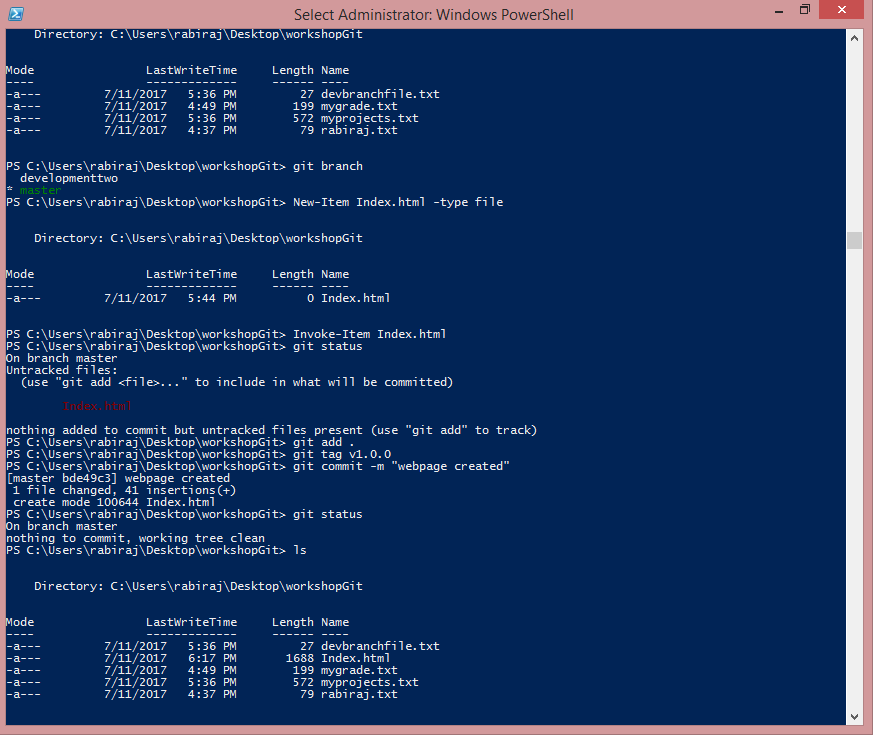 Select Administrator: Windows PowerShell
    Directory: C:\Users\rabiraj\Desktop\workshopGit
Mode                LastWriteTime     Length Name
----                -------------     ------ ----
-a---         7/11/2017   5:36 PM         27 devbranchfile.txt
-a---         7/11/2017   4:49 PM        199 mygrade.txt
-a---         7/11/2017   5:36 PM        572 myprojects.txt
-a---         7/11/2017   4:37 PM         79 rabiraj.txt
PS C:\Users\rabiraj\Desktop\workshopGit> git branch
  developmenttwo
* master
PS C:\Users\rabiraj\Desktop\workshopGit> New-Item Index.html -type file
    Directory: C:\Users\rabiraj\Desktop\workshopGit
Mode                LastWriteTime     Length Name
----                -------------     ------ ----
-a---         7/11/2017   5:44 PM          0 Index.html
PS C:\Users\rabiraj\Desktop\workshopGit> Invoke-Item Index.html
PS C:\Users\rabiraj\Desktop\workshopGit> git status
On branch master
Untracked files:
  (use "git add <file>..." to include in what will be committed)
        Index.html
nothing added to commit but untracked files present (use "git add" to track)
PS C:\Users\rabiraj\Desktop\workshopGit> git add .
PS C:\Users\rabiraj\Desktop\workshopGit> git tag v1.0.0
PS C:\Users\rabiraj\Desktop\workshopGit> git commit -m "webpage created"
[master bde49c3] webpage created
 1 file changed, 41 insertions(+)
 create mode 100644 Index.html
PS C:\Users\rabiraj\Desktop\workshopGit> git status
On branch master
nothing to commit, working tree clean
PS C:\Users\rabiraj\Desktop\workshopGit> ls
    Directory: C:\Users\rabiraj\Desktop\workshopGit
Mode                LastWriteTime     Length Name
----                -------------     ------ ----
-a---         7/11/2017   5:36 PM         27 devbranchfile.txt
-a---         7/11/2017   6:17 PM       1688 Index.html
-a---         7/11/2017   4:49 PM        199 mygrade.txt
-a---         7/11/2017   5:36 PM        572 myprojects.txt
-a---         7/11/2017   4:37 PM         79 rabiraj.txt